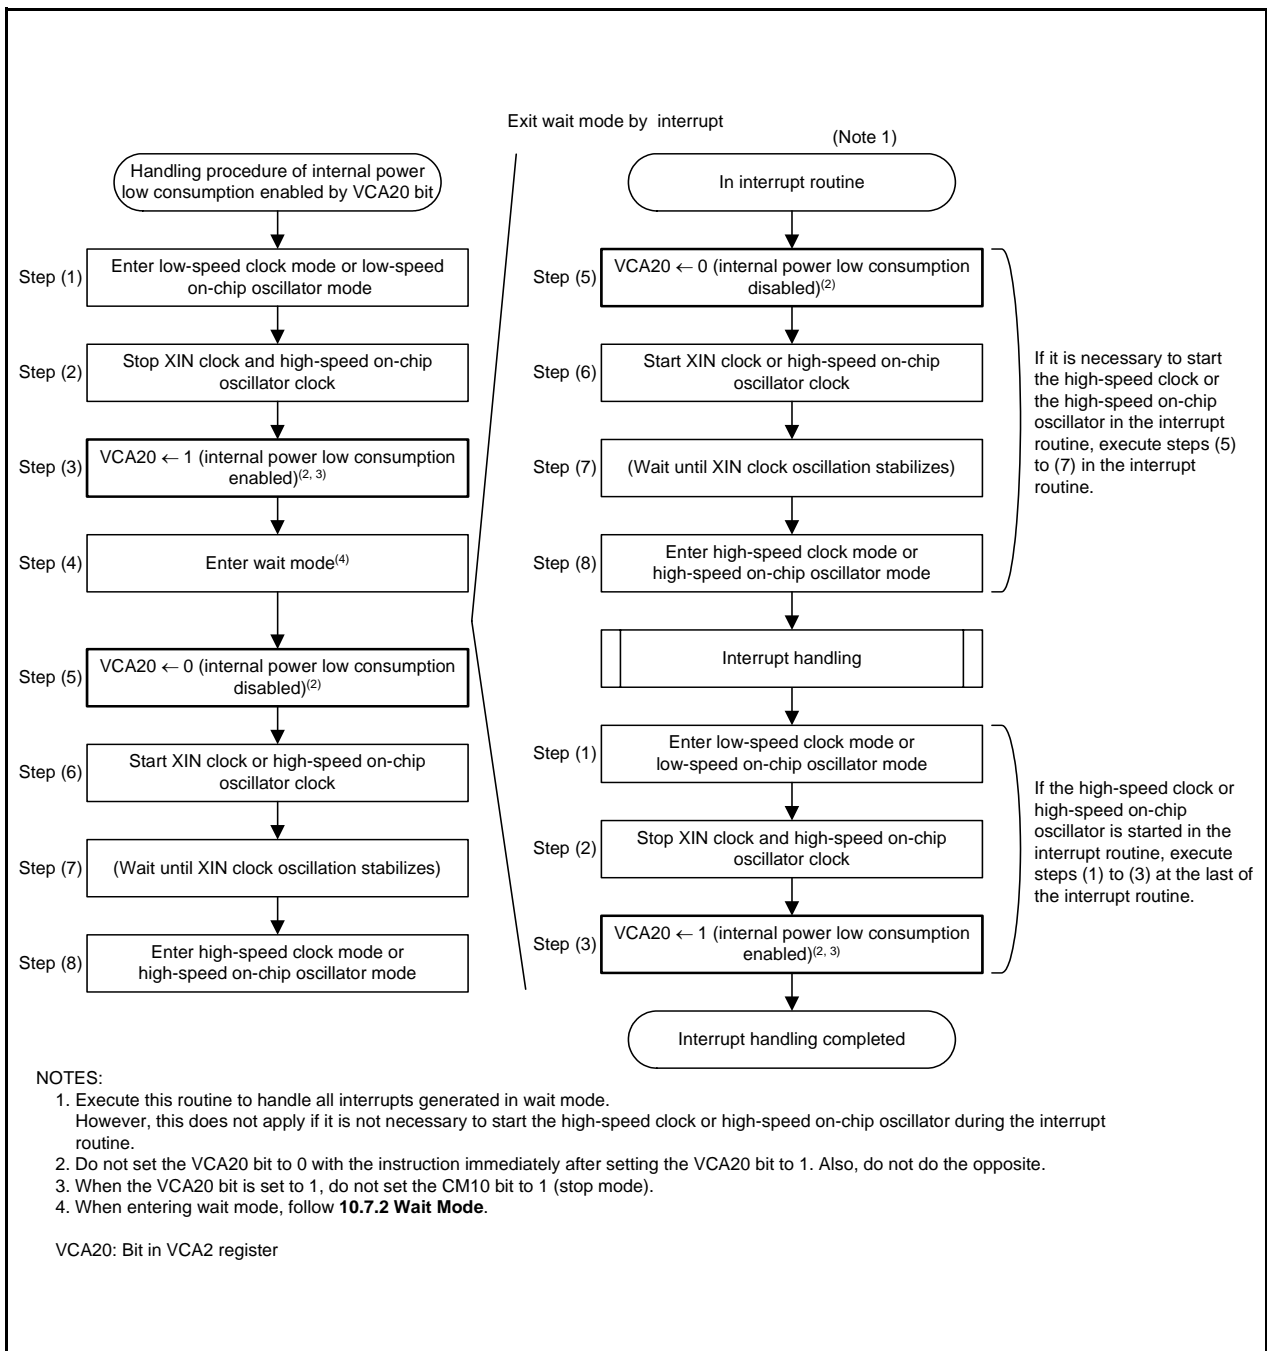 Exit wait mode by interrupt
(Note 1)
Handling procedure of internal power
low consumption enabled by VCA20 bit
Step (1)
Enter low-speed clock mode or low-speed
on-chip oscillator mode
Step (2)
Stop XIN clock and high-speed on-chip
oscillator clock
Step (3)
VCA20 ← 1 (internal power low consumption
enabled)(2, 3)
Step (4)
Enter wait mode(4)
Step (5)
VCA20 ← 0 (internal power low consumption
disabled)(2)
Step (6)
Start XIN clock or high-speed on-chip
oscillator clock
Step (7)
(Wait until XIN clock oscillation stabilizes)
Step (8)
Enter high-speed clock mode or
high-speed on-chip oscillator mode
In interrupt routine
Step (5)
VCA20 ← 0 (internal power low consumption
disabled)(2)
Step (6)
Start XIN clock or high-speed on-chip
oscillator clock
Step (7)
(Wait until XIN clock oscillation stabilizes)
Step (8)
Enter high-speed clock mode or
high-speed on-chip oscillator mode
If it is necessary to start
the high-speed clock or
the high-speed on-chip
oscillator in the interrupt
routine, execute steps (5)
to (7) in the interrupt
routine.
Interrupt handling
Step (1)
Enter low-speed clock mode or
low-speed on-chip oscillator mode
Step (2)
Stop XIN clock and high-speed on-chip
oscillator clock
Step (3)
VCA20 ← 1 (internal power low consumption
enabled)(2, 3)
If the high-speed clock or
high-speed on-chip
oscillator is started in the
interrupt routine, execute
steps (1) to (3) at the last of
the interrupt routine.
Interrupt handling completed
NOTES:
1. Execute this routine to handle all interrupts generated in wait mode.
However, this does not apply if it is not necessary to start the high-speed clock or high-speed on-chip oscillator during the interrupt
routine.
2. Do not set the VCA20 bit to 0 with the instruction immediately after setting the VCA20 bit to 1. Also, do not do the opposite.
3. When the VCA20 bit is set to 1, do not set the CM10 bit to 1 (stop mode).
4. When entering wait mode, follow 10.7.2 Wait Mode.
VCA20: Bit in VCA2 register